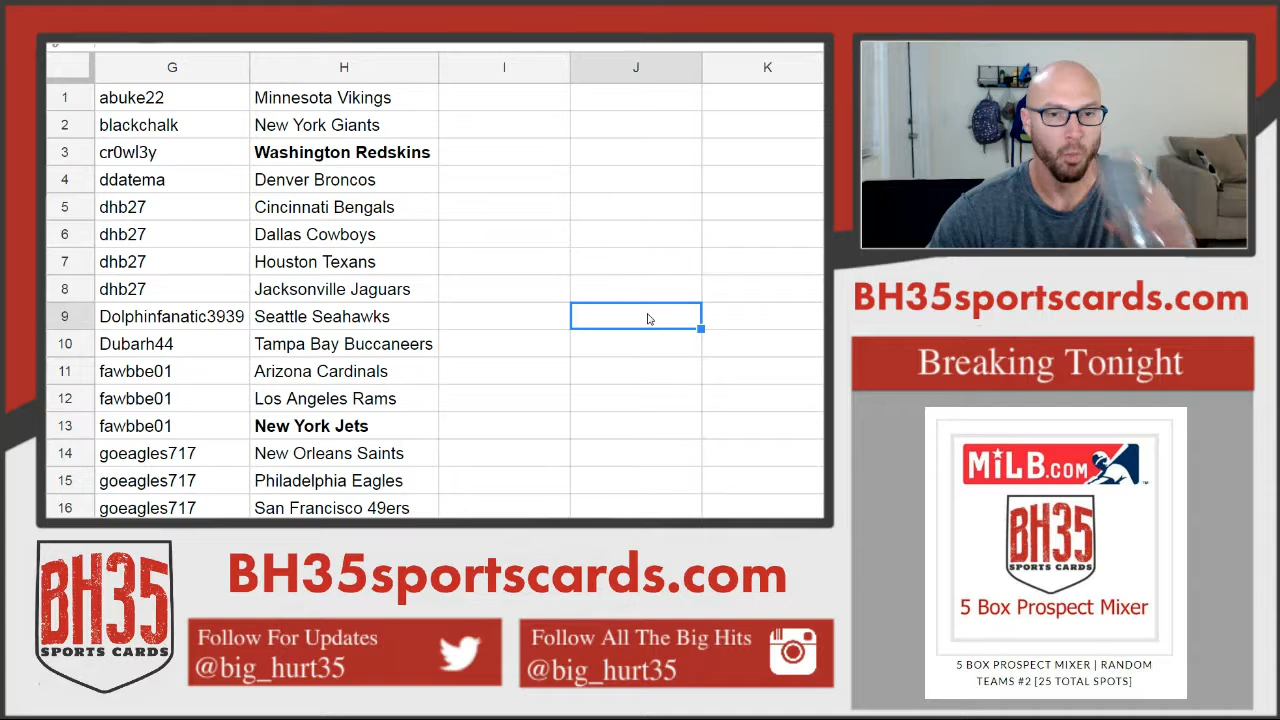 G H I J K
1 abuke22 Minnesota Vikings
2 blackchalk New York Giants
3 cr0wl3y Washington Redskins
4 ddatema Denver Broncos
5 dhb27 Cincinnati Bengals
6 dhb27 Dallas Cowboys
7 dhb27 Houston Texans
8 dhb27 Jacksonville Jaguars
9 Dolphinfanatic3939 Seattle Seahawks
10 Dubarh44 Tampa Bay Buccaneers
11 fawbbe01 Arizona Cardinals
12 fawbbe01 Los Angeles Rams
13 fawbbe01 New York Jets
14 goeagles717 New Orleans Saints
15 goeagles717 Philadelphia Eagles
16 goeagles717 San Francisco 49ers
BH35sportscards.com
Breaking Tonight
MiLB.COM
BH35
SPORTS CARDS
5 Box Prospect Mixer
5 BOX PROSPECT MIXER | RANDOM
TEAMS #2 [25 TOTAL SPOTS]
BH35
SPORTS CARDS
BH35sportscards.com
Follow For Updates
@big_hurt35
Follow All The Big Hits
@big_hurt35